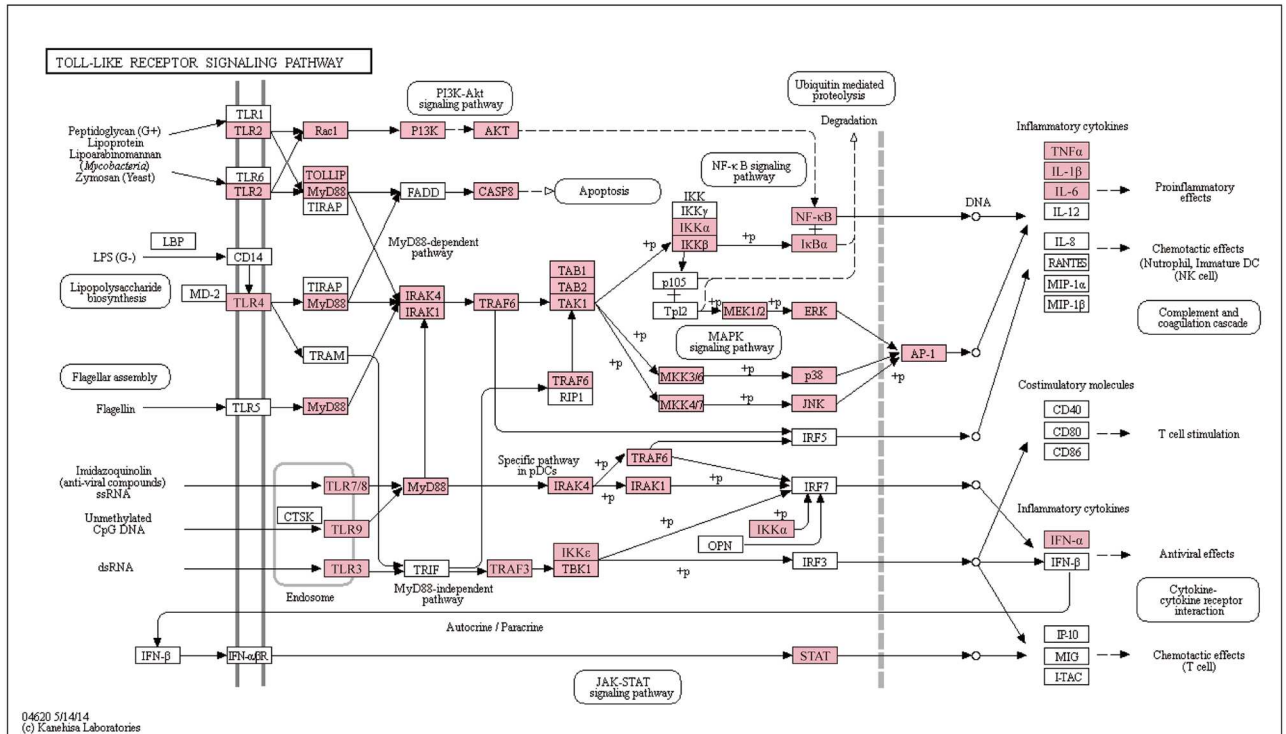 TOLL-LIKE RECEPTOR SIGNALING PATHWAY
PI3K-Akt
signaling pathway
Ubiquitin mediated
proteolysis
Degradation
Peptidoglycan (G+)
Lipoprotein
Lipoarabinomannan
(Mycobacteria)
Zymosan (Yeast)
TLR1
TLR2
Rac1
P13K
AKT
TLR6
TLR2
TOLLIP
MyD88
TIRAP
FADD
CASP8
Apoptosis
NF-κB signaling
pathway
IKK
IKKγ
IKKα
IKKβ
+p
NF-κB
IκBα
DNA
Inflammatory cytokines
TNFα
IL-1β
IL-6
IL-12
Proinflammatory
effects
IL-8
RANTES
MIP-1α
MIP-1β
Chemotactic effects
(Nutrophil, Immature DC
(NK cell)
Complement and
coagulation cascade
LBP
LPS (G-)
CD14
MyD88-dependent
pathway
Lipopolysaccharide
biosynthesis
MD-2
TLR4
TIRAP
MyD88
IRAK4
IRAK1
TRAF6
TAB1
TAB2
TAK1
+p
p105
Tpl2
+p
MEK1/2
+p
ERK
MAPK
signaling pathway
TRAM
AP-1
+p
+p
+p
MKK3/6
+p
p38
MKK4/7
+p
JNK
Flagellar assembly
Flagellin
TLR5
MyD88
TRAF6
RIP1
IRF5
Costimulatory molecules
CD40
CD80
CD86
T cell stimulation
Imidazoquinolin
(anti-viral compounds)
ssRNA
TLR7/8
MyD88
Specific pathway
in pDCs
IRAK4
+p
+p
TRAF6
IRAK1
+p
IRF7
Unmethylated
CpG DNA
CTSK
TLR9
+p
+p
IKKα
OPN
Inflammatory cytokines
IFN-α
IFN-β
Antiviral effects
dsRNA
TLR3
TRIF
TRAF3
IKKε
TBK1
+p
IRF3
Endosome
MyD88-independent
pathway
Cytokine-
cytokine receptor
interaction
Autocrine / Paracrine
IFN-β
IFN-α/βR
STAT
IP-10
MIG
I-TAC
Chemotactic effects
(T cell)
JAK-STAT
signaling pathway
04620 5/14/14
(c) Kanehisa Laboratories